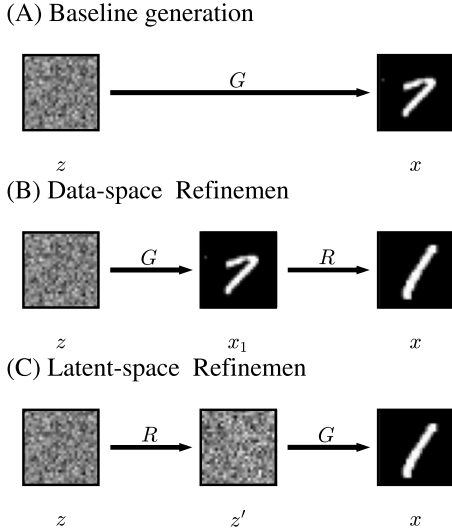 (A) Baseline generation
G
z x
(B) Data-space Refinemen
G R
z x₁ x
(C) Latent-space Refinemen
R G
z z′ x